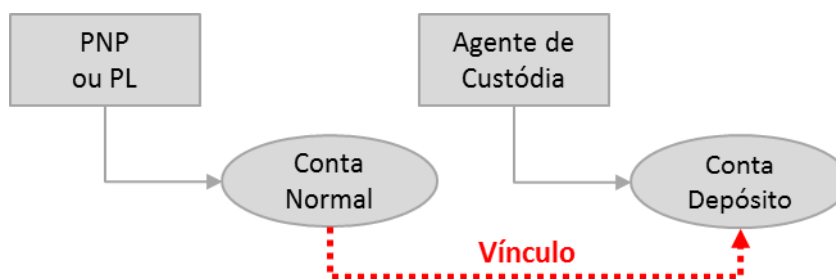 PNP
ou PL
Agente de
Custódia
Conta
Normal
Conta
Depósito
Vínculo